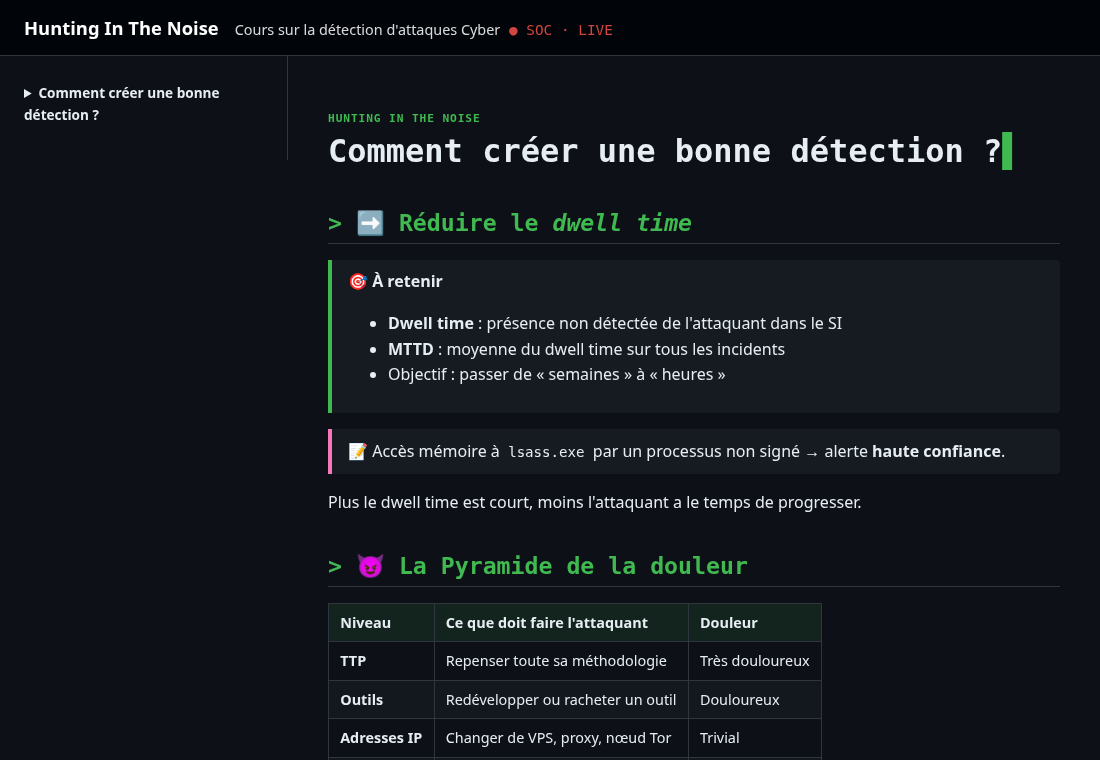 Hunting In The Noise Cours sur la détection d'attaques Cyber ● SOC · LIVE
▶ Comment créer une bonne
détection ?
HUNTING IN THE NOISE
Comment créer une bonne détection ?
> ➡️ Réduire le dwell time
🎯 À retenir
• Dwell time : présence non détectée de l'attaquant dans le SI
• MTTD : moyenne du dwell time sur tous les incidents
• Objectif : passer de « semaines » à « heures »
📝 Accès mémoire à lsass.exe par un processus non signé → alerte haute confiance.
Plus le dwell time est court, moins l'attaquant a le temps de progresser.
> 😈 La Pyramide de la douleur
Niveau Ce que doit faire l'attaquant Douleur
TTP Repenser toute sa méthodologie Très douloureux
Outils Redévelopper ou racheter un outil Douloureux
Adresses IP Changer de VPS, proxy, nœud Tor Trivial